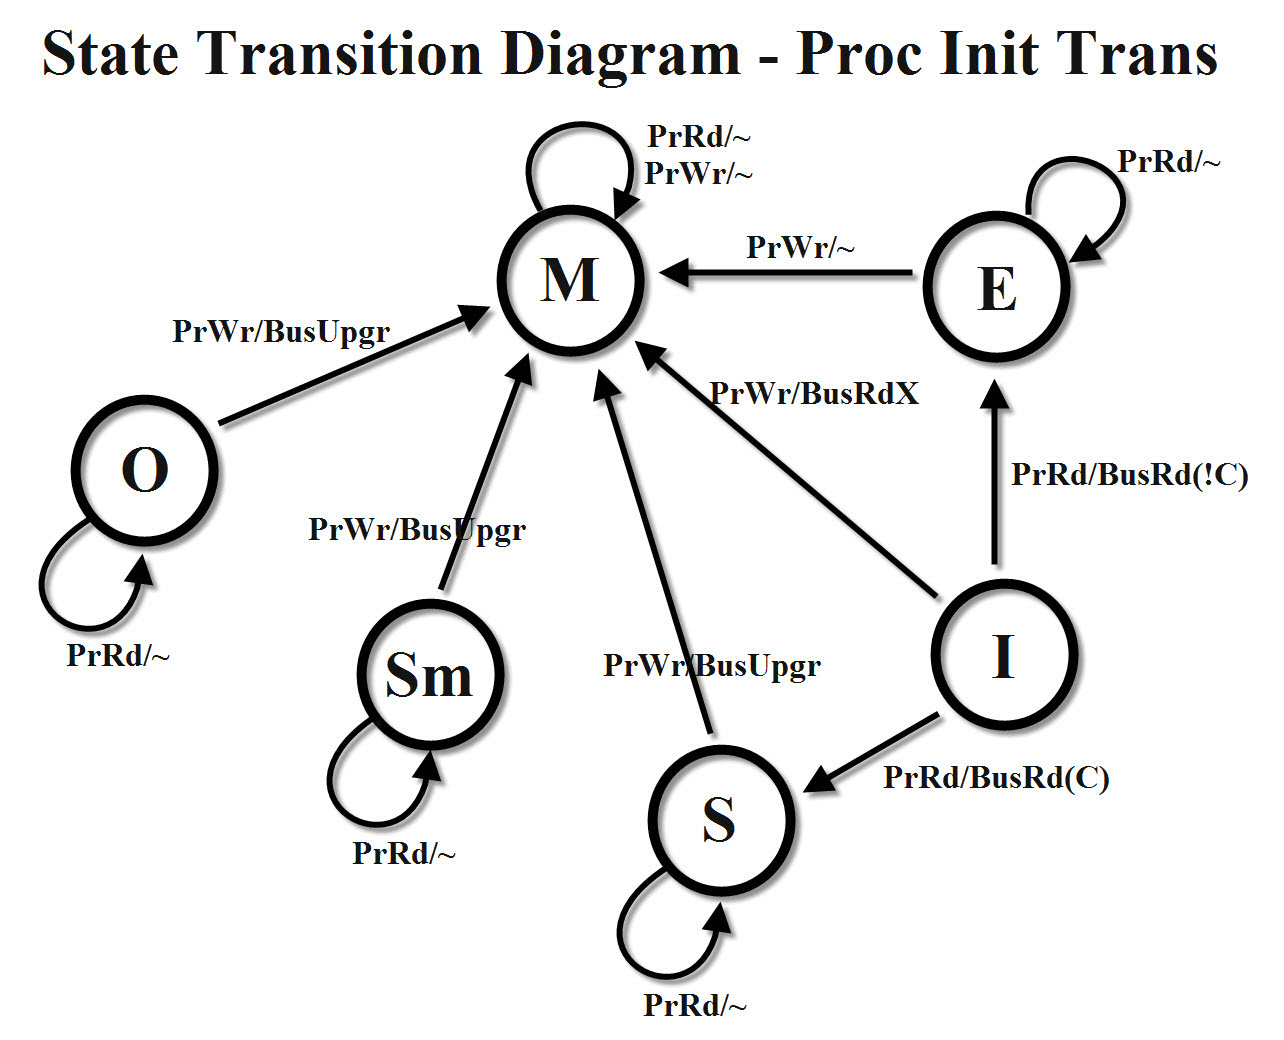 State Transition Diagram - Proc Init Trans
PrRd/~
PrWr/~
PrRd/~
M
PrWr/~
E
PrWr/BusUpgr
PrWr/BusRdX
O
PrRd/BusRd(!C)
PrWr/BusUpgr
PrRd/~
Sm
PrWr/BusUpgr
I
PrRd/BusRd(C)
S
PrRd/~
PrRd/~